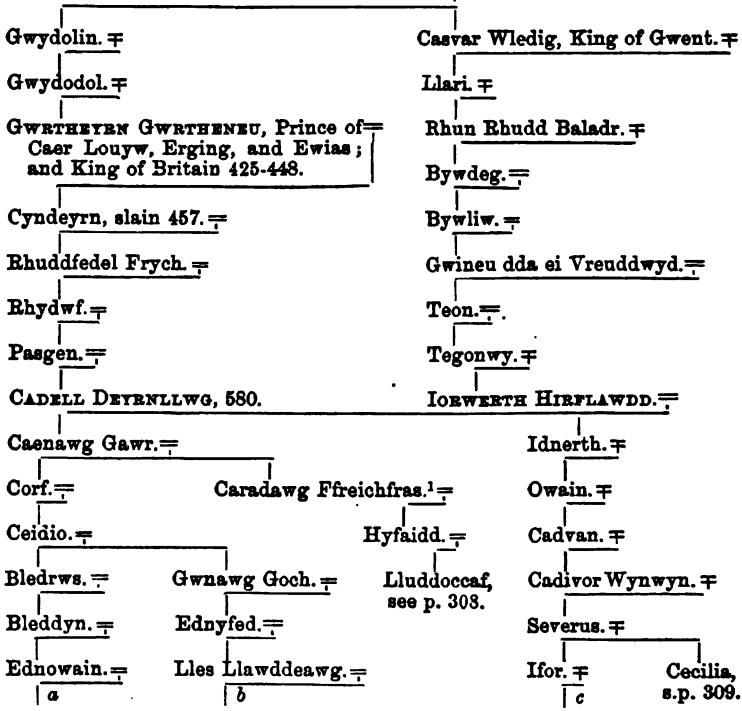 Gwydolin. Casvar Wledig, King of Gwent.
Gwydodol. Llari.
GWRTHEYRN GWRTHENEU, Prince of Rhun Rhudd Baladr.
Caer Louyw, Erging, and Ewias;
and King of Britain 425-448. Bywdeg.
Cyndeyrn, slain 457. Bywliw.
Rhuddfedel Frych. Gwineu dda ei Vreuddwyd.
Rhydwf. Teon.
Pasgen. Tegonwy.
CADELL DEYRNLLWG, 580. IORWERTH HIRFLAWDD.
Caenawg Gawr. Idnerth.
Corf. Caradawg Ffreichfras.¹ Owain.
Ceidio. Hyfaidd. Cadvan.
Bledrws. Gwnawg Goch. Lluddoccaf, Cadivor Wynwyn.
see p. 308.
Bleddyn. Ednyfed. Severus.
Ednowain. Lles Llawddeawg. Ifor. Cecilia,
a b c s.p. 309.